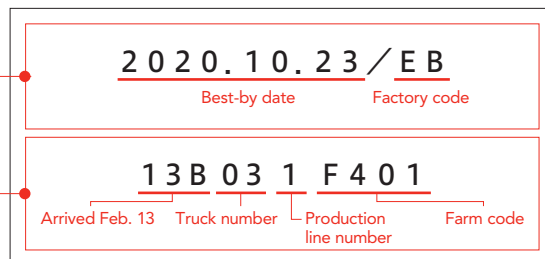 2020.10.23/EB
Best-by date Factory code
13B 03 1 F401
Arrived Feb. 13 Truck number Production line number Farm code